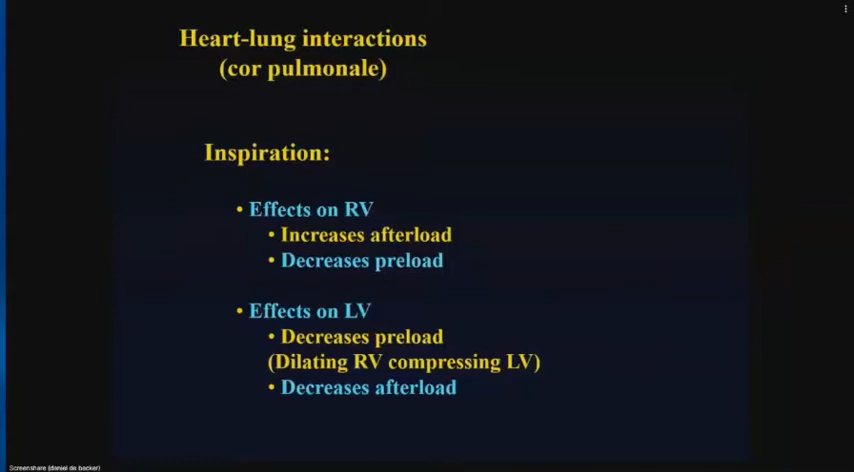 Heart-lung interactions
(cor pulmonale)
Inspiration:
• Effects on RV
• Increases afterload
• Decreases preload
• Effects on LV
• Decreases preload
(Dilating RV compressing LV)
• Decreases afterload
Screenshare (daniel de backer)